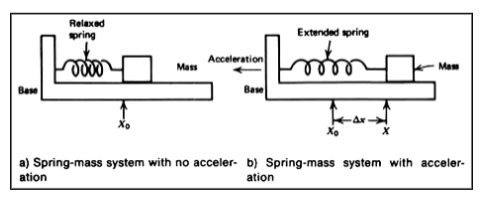 Relaxed
spring
Mass
Base
X₀
a) Spring-mass system with no acceler-
ation
Extended spring
Acceleration
Mass
Base
X₀
Δx
X
b) Spring-mass system with acceler-
ation